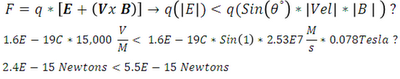 F = q * [E + (Vx B)] → q(|E|) < q(Sin(θ°) * |Vel| * |B| ) ?
1.6E − 19C * 15,000 V/M < 1.6E − 19C * Sin(1) * 2.53E7 M/s * 0.078Tesla ?
2.4E − 15 Newtons < 5.5E − 15 Newtons